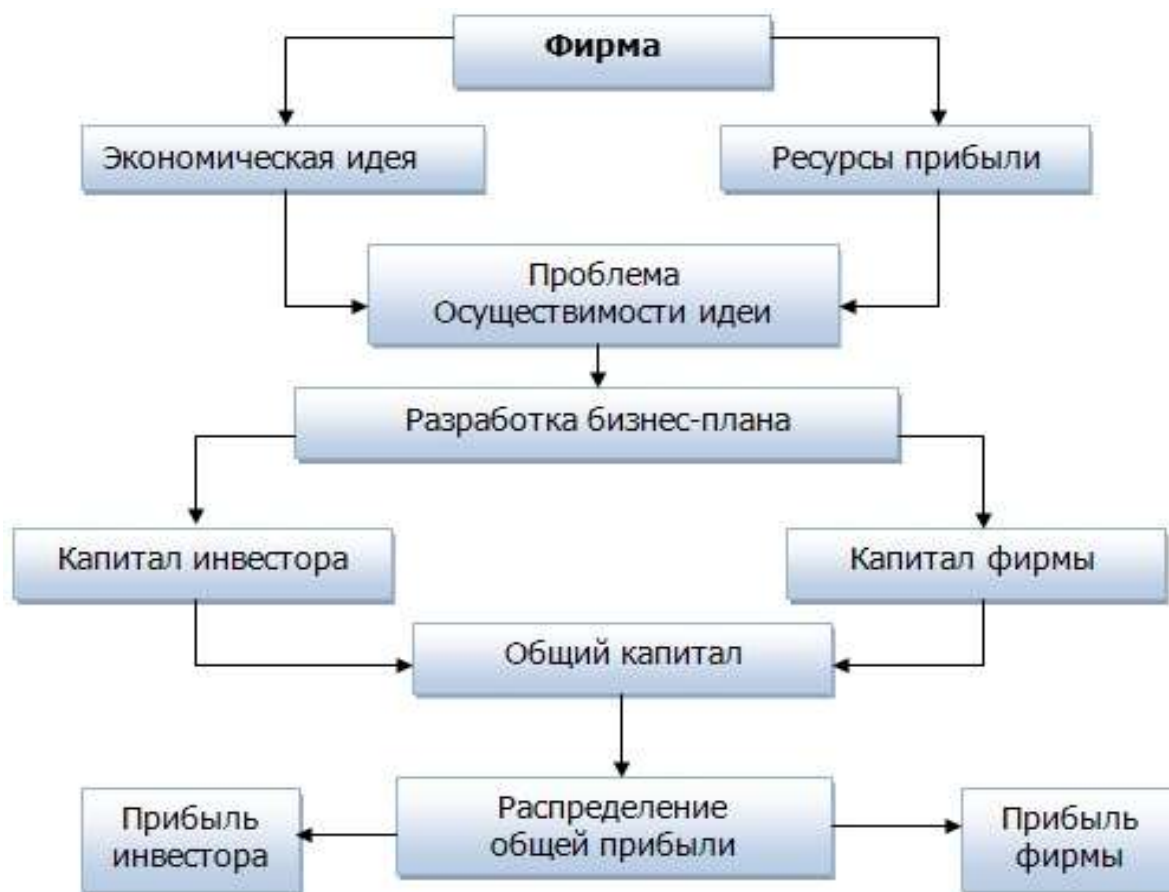 Фирма
Экономическая идея
Ресурсы прибыли
Проблема
Осуществимости идеи
Разработка бизнес-плана
Капитал инвестора
Капитал фирмы
Общий капитал
Прибыль
инвестора
Распределение
общей прибыли
Прибыль
фирмы